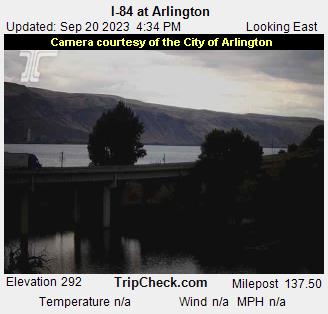 I-84 at Arlington
Updated: Sep 20 2023 4:34 PM Looking East
Camera courtesy of the City of Arlington
Elevation 292 TripCheck.com Milepost 137.50
Temperature n/a Wind n/a MPH n/a